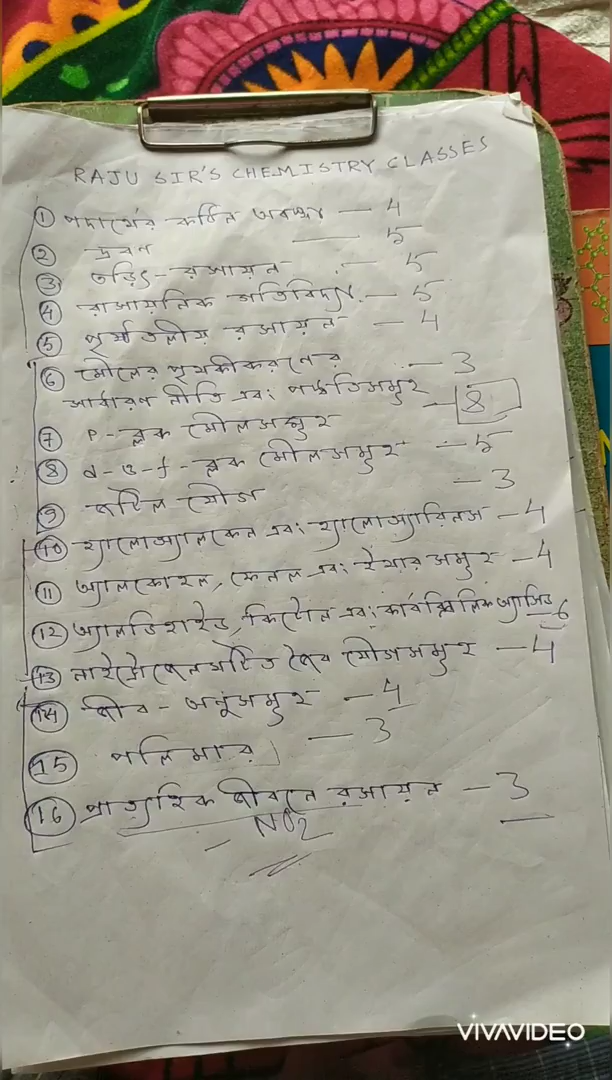 RAJU SIR'S CHEMISTRY CLASSES
① পদার্থের কঠিন অবস্থা — 4
② দ্রবণ — 5
③ তড়িৎ-রসায়ন — 5
④ রাসায়নিক গতিবিদ্যা — 5
⑤ পৃষ্ঠতলীয় রসায়ন — 4
⑥ মৌলের পৃথকীকরণের — 3
সাধারণ নীতি এবং পদ্ধতিসমূহ
⑦ P-ব্লক মৌলসমূহ — 8
⑧ d-ও-f-ব্লক মৌলসমূহ — 5
⑨ জটিল যৌগ — 3
⑩ হ্যালোঅ্যালকেন এবং হ্যালোঅ্যারিনস — 4
⑪ অ্যালকোহল, ফেনল এবং ইথার সমূহ — 4
⑫ অ্যালডিহাইড, কিটোন এবং কার্বক্সিলিক অ্যাসিড — 6
⑬ নাইট্রোজেনঘটিত জৈব যৌগসমূহ — 4
⑭ জীব-অনুসমূহ — 4
⑮ পলিমার — 3
⑯ প্রাত্যহিক জীবনে রসায়ন — 3
NO2
VIVAVIDEO